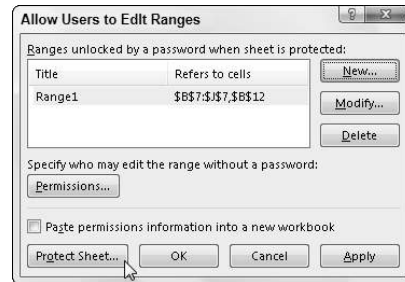 Allow Users to Edit Ranges
Ranges unlocked by a password when sheet is protected:
Title Refers to cells
Range1 $B$7:$J$7,$B$12
New...
Modify...
Delete
Specify who may edit the range without a password:
Permissions...
Paste permissions information into a new workbook
Protect Sheet... OK Cancel Apply